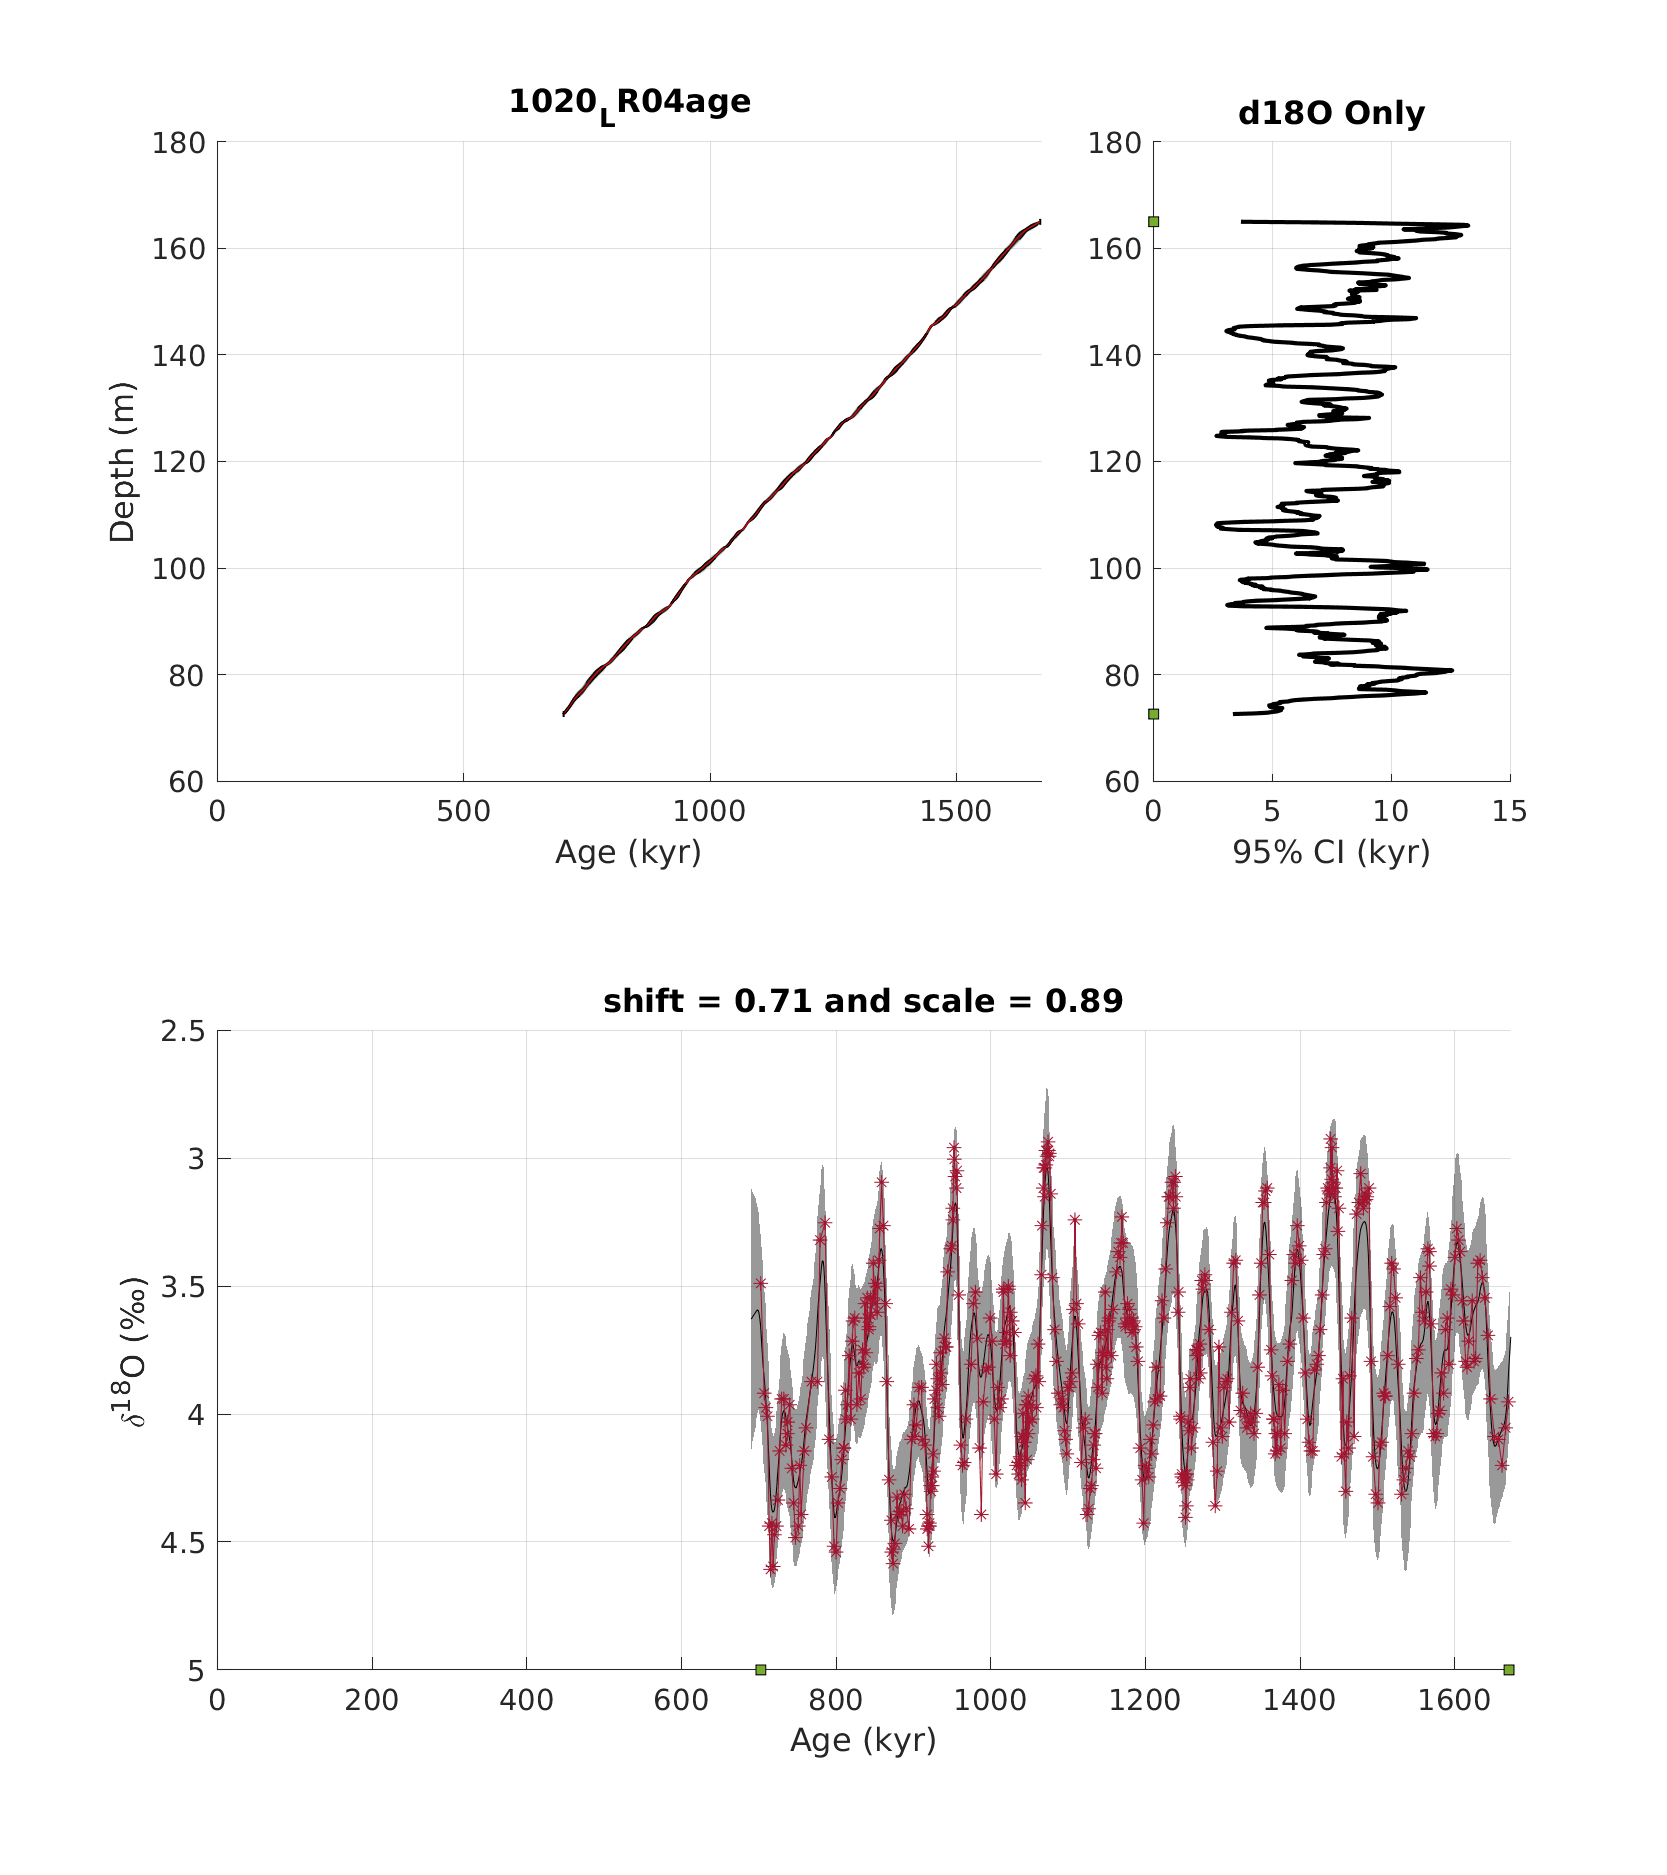 1020_LR04age
d18O Only
180
160
140
120
100
80
60
Depth (m)
0 500 1000 1500
Age (kyr)
180
160
140
120
100
80
60
0 5 10 15
95% CI (kyr)
shift = 0.71 and scale = 0.89
2.5
3
3.5
4
4.5
5
δ¹⁸O (‰)
0 200 400 600 800 1000 1200 1400 1600
Age (kyr)